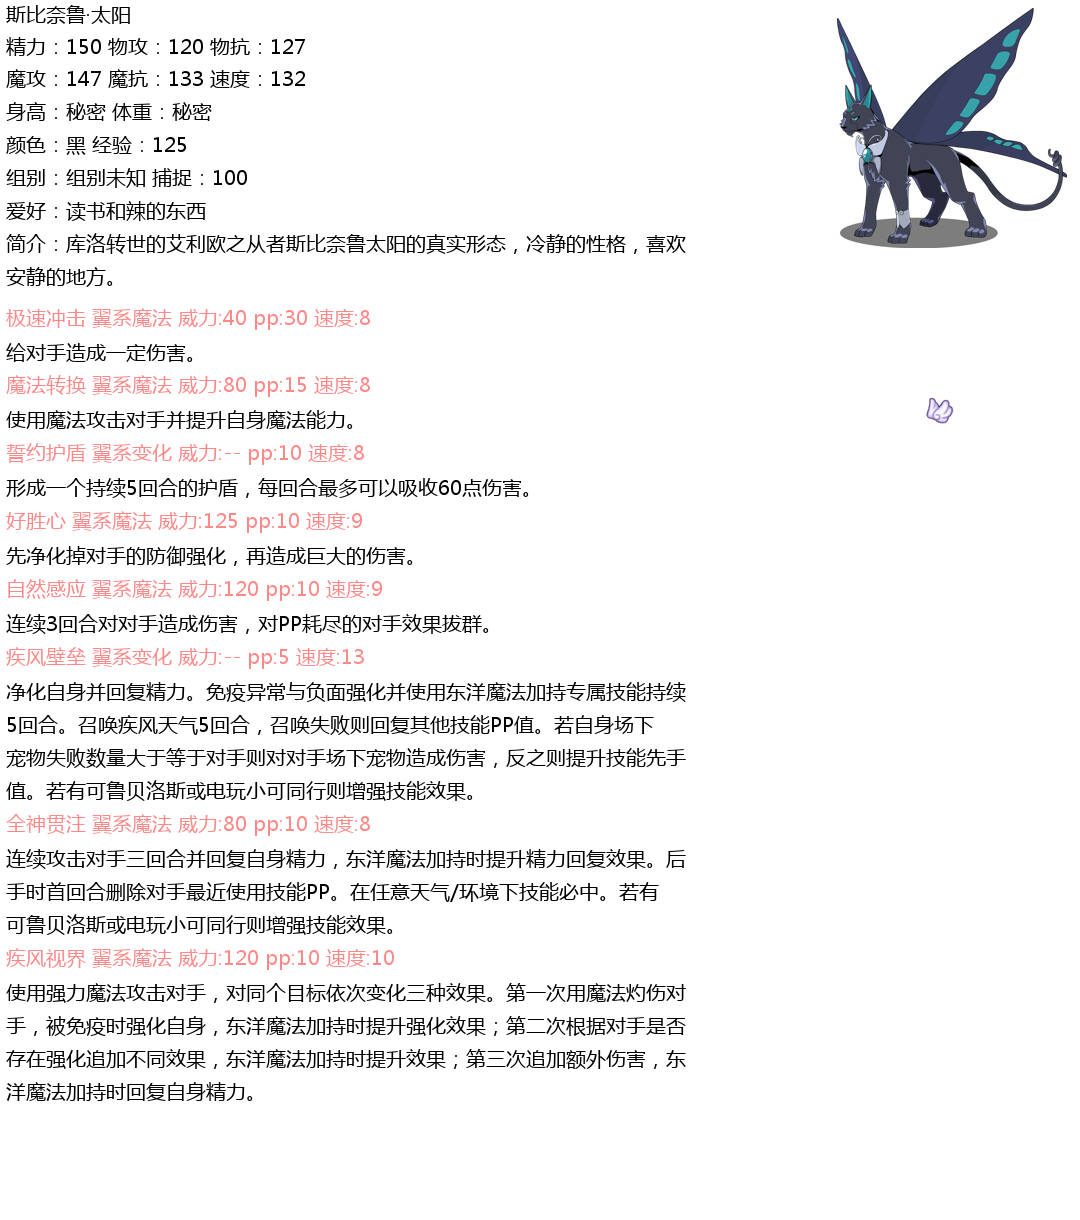 斯比奈鲁·太阳
精力：150 物攻：120 物抗：127
魔攻：147 魔抗：133 速度：132
身高：秘密 体重：秘密
颜色：黑 经验：125
组别：组别未知 捕捉：100
爱好：读书和辣的东西
简介：库洛转世的艾利欧之从者斯比奈鲁太阳的真实形态，冷静的性格，喜欢
安静的地方。
极速冲击 翼系魔法 威力:40 pp:30 速度:8
给对手造成一定伤害。
魔法转换 翼系魔法 威力:80 pp:15 速度:8
使用魔法攻击对手并提升自身魔法能力。
誓约护盾 翼系变化 威力:-- pp:10 速度:8
形成一个持续5回合的护盾，每回合最多可以吸收60点伤害。
好胜心 翼系魔法 威力:125 pp:10 速度:9
先净化掉对手的防御强化，再造成巨大的伤害。
自然感应 翼系魔法 威力:120 pp:10 速度:9
连续3回合对对手造成伤害，对PP耗尽的对手效果拔群。
疾风壁垒 翼系变化 威力:-- pp:5 速度:13
净化自身并回复精力。免疫异常与负面强化并使用东洋魔法加持专属技能持续
5回合。召唤疾风天气5回合，召唤失败则回复其他技能PP值。若自身场下
宠物失败数量大于等于对手则对对手场下宠物造成伤害，反之则提升技能先手
值。若有可鲁贝洛斯或电玩小可同行则增强技能效果。
全神贯注 翼系魔法 威力:80 pp:10 速度:8
连续攻击对手三回合并回复自身精力，东洋魔法加持时提升精力回复效果。后
手时首回合删除对手最近使用技能PP。在任意天气/环境下技能必中。若有
可鲁贝洛斯或电玩小可同行则增强技能效果。
疾风视界 翼系魔法 威力:120 pp:10 速度:10
使用强力魔法攻击对手，对同个目标依次变化三种效果。第一次用魔法灼伤对
手，被免疫时强化自身，东洋魔法加持时提升强化效果；第二次根据对手是否
存在强化追加不同效果，东洋魔法加持时提升效果；第三次追加额外伤害，东
洋魔法加持时回复自身精力。